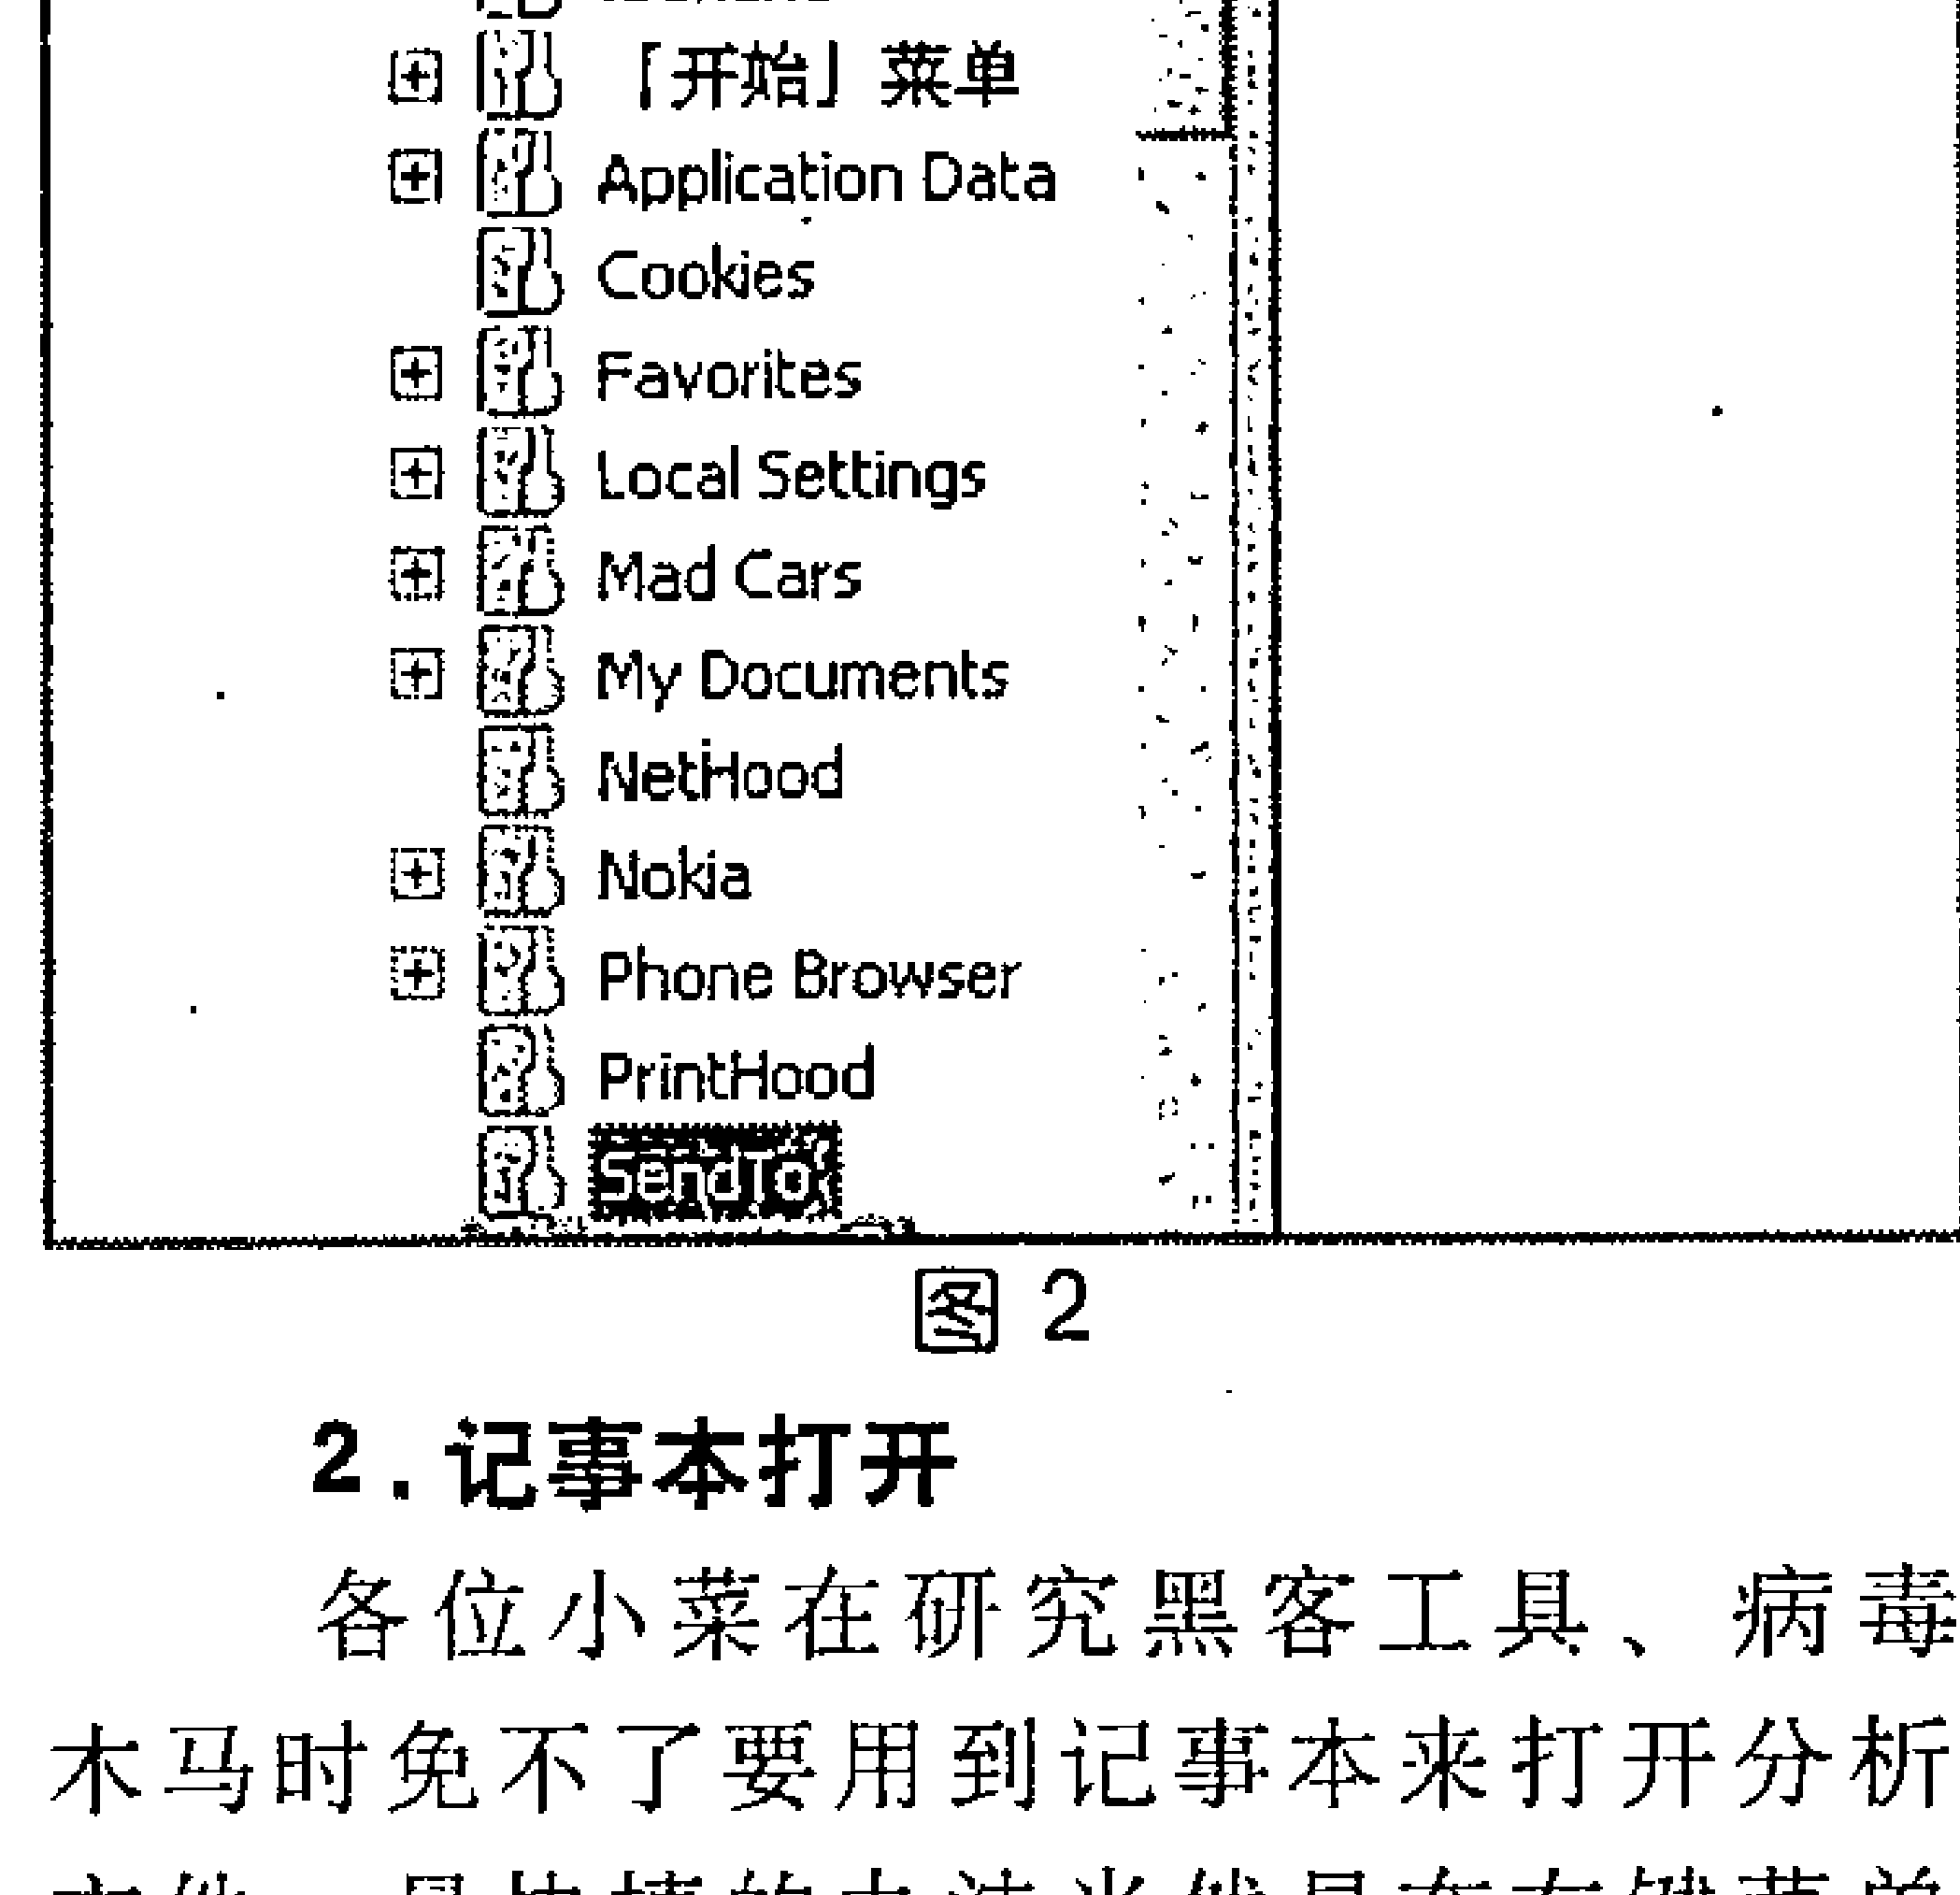 「开始」菜单
Application Data
Cookies
Favorites
Local Settings
Mad Cars
My Documents
NetHood
Nokia
Phone Browser
PrintHood
SendTo
图 2
2.记事本打开
各位小菜在研究黑客工具、病毒
木马时免不了要用到记事本来打开分析